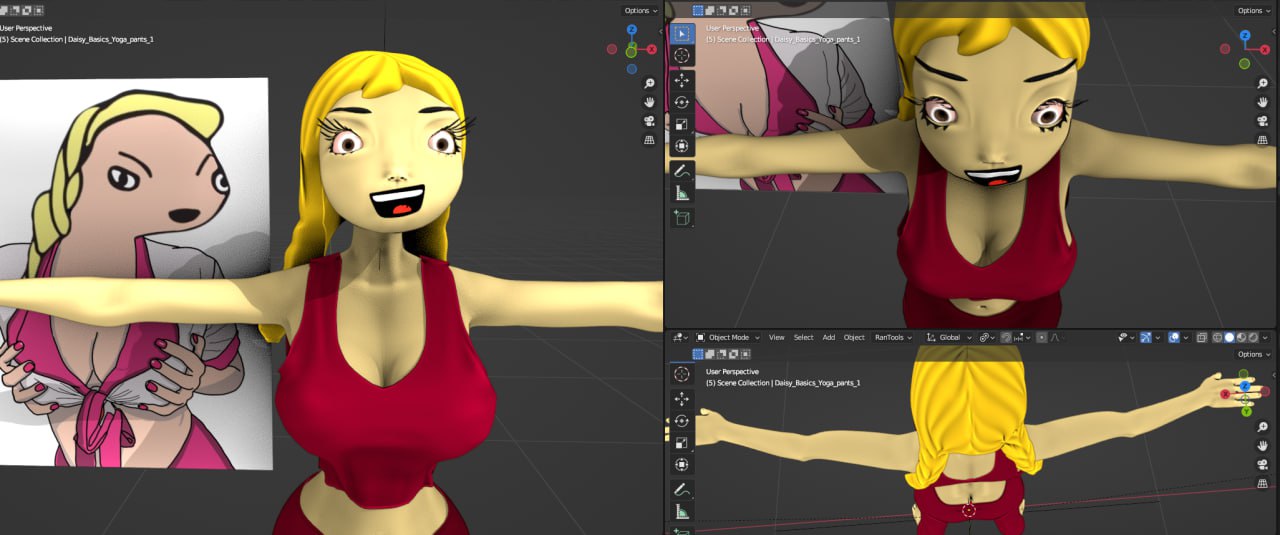 Options
User Perspective
(5) Scene Collection | Daisy_Basics_Yoga_pants_1
Z
X
Options
User Perspective
(5) Scene Collection | Daisy_Basics_Yoga_pants_1
Z
X
Object Mode
View
Select
Add
Object
RanTools
Global
Options
User Perspective
(5) Scene Collection | Daisy_Basics_Yoga_pants_1
Z
X
Y